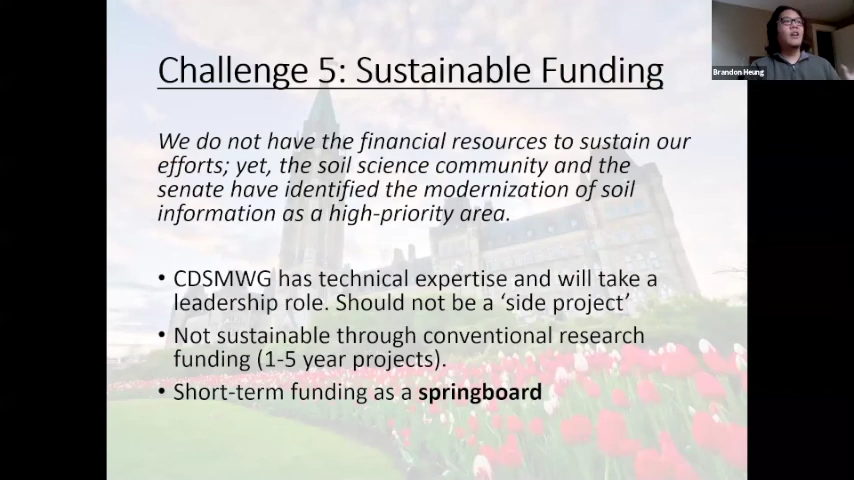 Challenge 5: Sustainable Funding
Brandon Heung
We do not have the financial resources to sustain our
efforts; yet, the soil science community and the
senate have identified the modernization of soil
information as a high-priority area.
• CDSMWG has technical expertise and will take a
leadership role. Should not be a ‘side project’
• Not sustainable through conventional research
funding (1-5 year projects).
• Short-term funding as a springboard